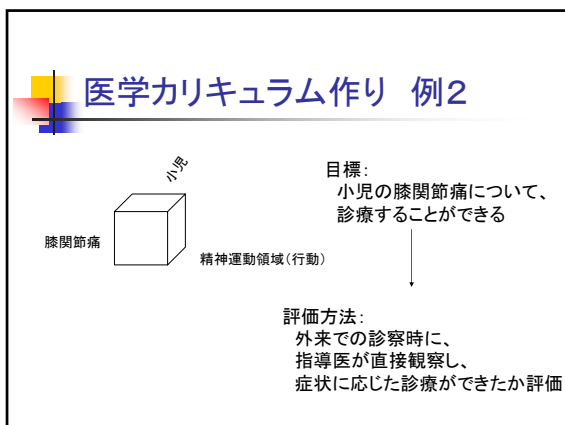 医学カリキュラム作り 例2
小児
膝関節痛
精神運動領域(行動)
目標:
小児の膝関節痛について、
診療することができる
評価方法:
外来での診察時に、
指導医が直接観察し、
症状に応じた診療ができたか評価